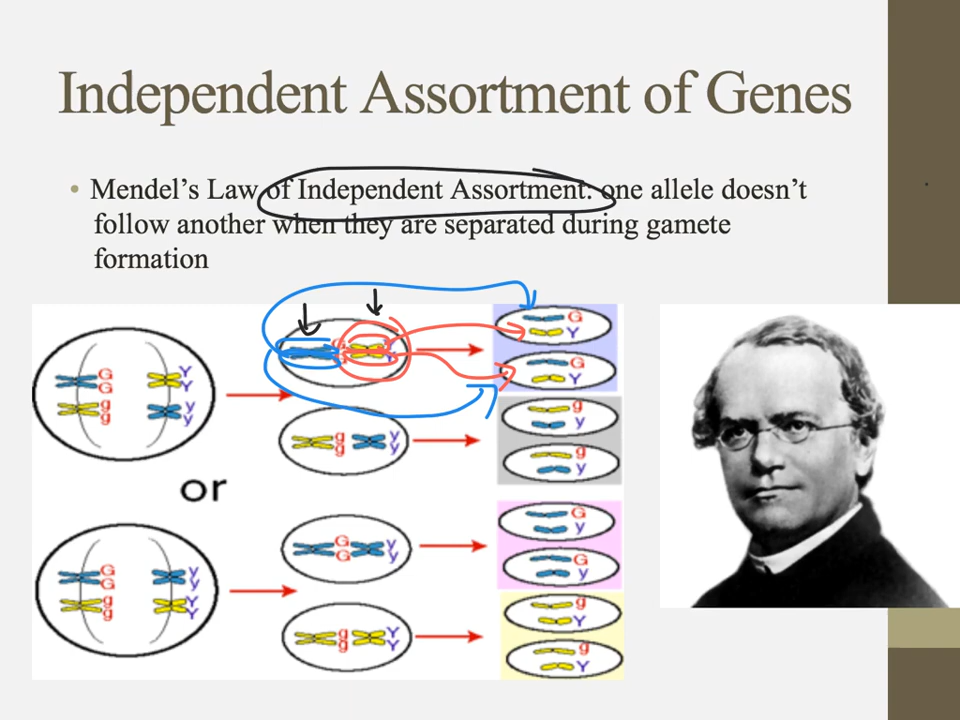 Independent Assortment of Genes
• Mendel's Law of Independent Assortment: one allele doesn't
follow another when they are separated during gamete
formation
G
G
g
g
Y
Y
y
y
or
G
G
g
g
y
y
Y
Y
G
Y
g
g
y
y
G
G
y
y
g
g
Y
Y
G
Y
G
Y
g
y
g
y
G
y
G
y
g
Y
g
Y